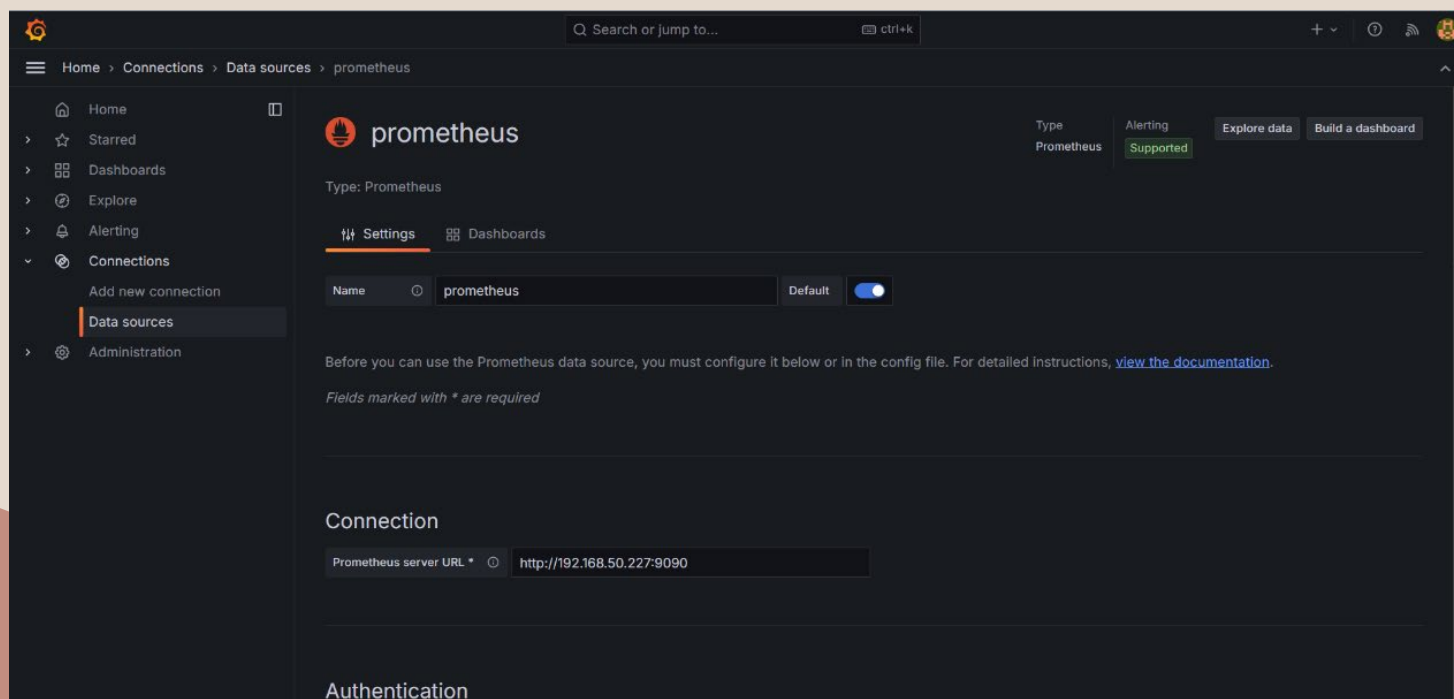 Search or jump to... ctrl+k
Home › Connections › Data sources › prometheus
Home
Starred
Dashboards
Explore
Alerting
Connections
Add new connection
Data sources
Administration
prometheus
Type: Prometheus
Type
Prometheus
Alerting
Supported
Explore data
Build a dashboard
Settings
Dashboards
Name prometheus Default
Before you can use the Prometheus data source, you must configure it below or in the config file. For detailed instructions, view the documentation.
Fields marked with * are required
Connection
Prometheus server URL * http://192.168.50.227:9090
Authentication